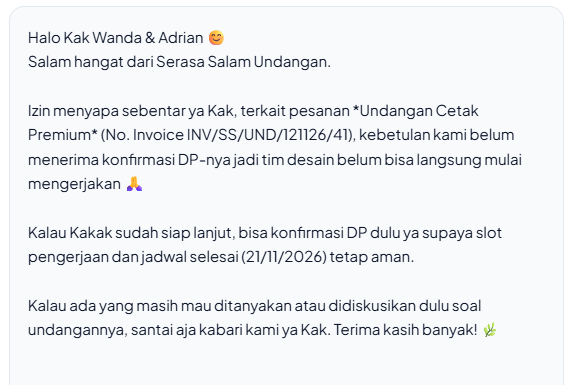 Halo Kak Wanda & Adrian 😊
Salam hangat dari Serasa Salam Undangan.

Izin menyapa sebentar ya Kak, terkait pesanan *Undangan Cetak
Premium* (No. Invoice INV/SS/UND/121126/41), kebetulan kami belum
menerima konfirmasi DP-nya jadi tim desain belum bisa langsung mulai
mengerjakan 🙏

Kalau Kakak sudah siap lanjut, bisa konfirmasi DP dulu ya supaya slot
pengerjaan dan jadwal selesai (21/11/2026) tetap aman.

Kalau ada yang masih mau ditanyakan atau didiskusikan dulu soal
undangannya, santai aja kabari kami ya Kak. Terima kasih banyak! 🌿